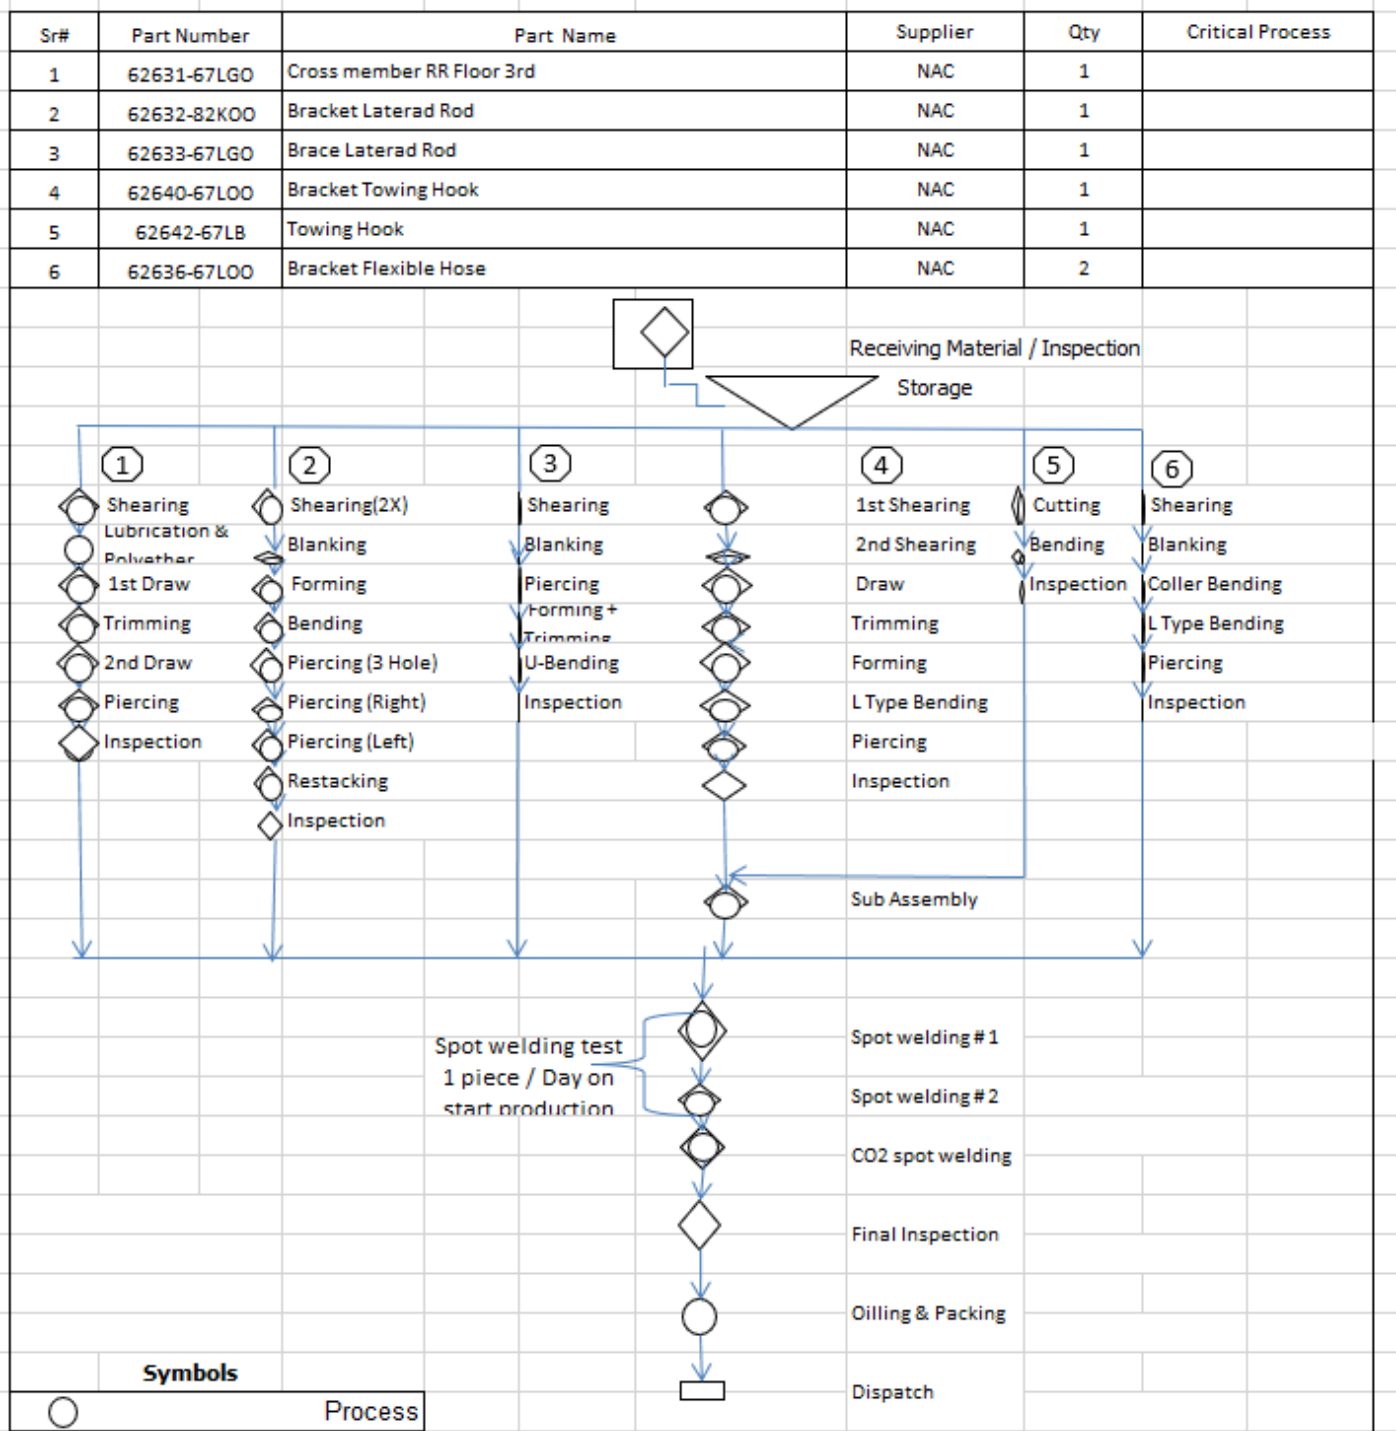 Sr# Part Number Part Name Supplier Qty Critical Process
1 62631-67LGO Cross member RR Floor 3rd NAC 1
2 62632-82KOO Bracket Laterad Rod NAC 1
3 62633-67LGO Brace Laterad Rod NAC 1
4 62640-67LOO Bracket Towing Hook NAC 1
5 62642-67LB Towing Hook NAC 1
6 62636-67LOO Bracket Flexible Hose NAC 2
Receiving Material / Inspection
Storage
1
Shearing
Lubrication &
Polyether
1st Draw
Trimming
2nd Draw
Piercing
Inspection
2
Shearing(2X)
Blanking
Forming
Bending
Piercing (3 Hole)
Piercing (Right)
Piercing (Left)
Restacking
Inspection
3
Shearing
Blanking
Piercing
Forming +
Trimming
U-Bending
Inspection
4
1st Shearing
2nd Shearing
Draw
Trimming
Forming
L Type Bending
Piercing
Inspection
5
Cutting
Bending
Inspection
6
Shearing
Blanking
Coller Bending
L Type Bending
Piercing
Inspection
Sub Assembly
Spot welding test
1 piece / Day on
start production
Spot welding #1
Spot welding #2
CO2 spot welding
Final Inspection
Oilling & Packing
Dispatch
Symbols
Process